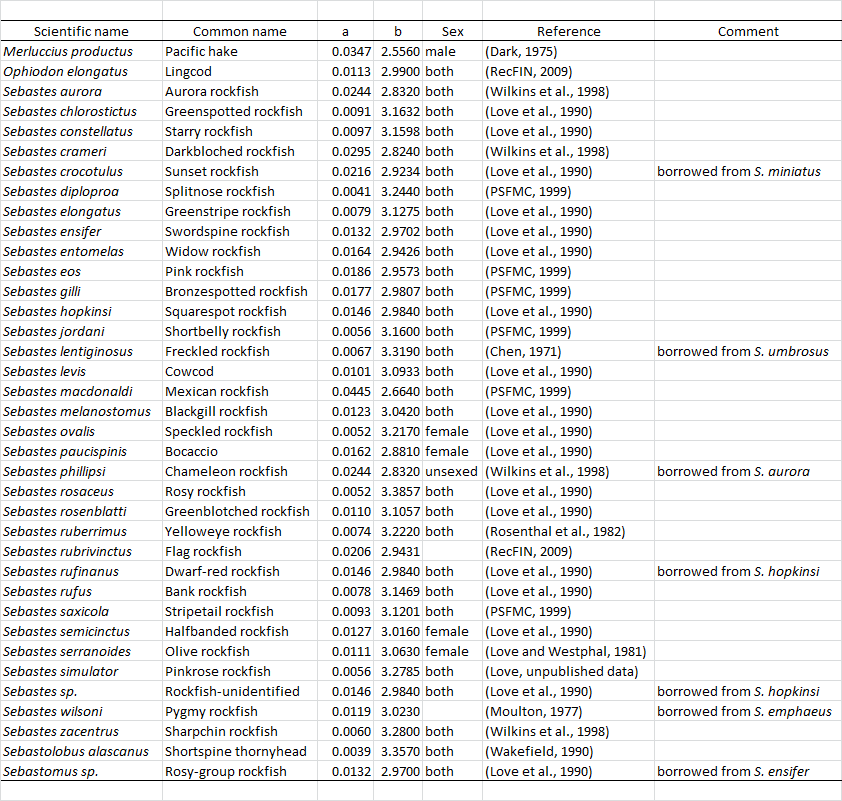 Scientific name Common name a b Sex Reference Comment
Merluccius productus Pacific hake 0.0347 2.5560 male (Dark, 1975)
Ophiodon elongatus Lingcod 0.0113 2.9900 both (RecFIN, 2009)
Sebastes aurora Aurora rockfish 0.0244 2.8320 both (Wilkins et al., 1998)
Sebastes chlorostictus Greenspotted rockfish 0.0091 3.1632 both (Love et al., 1990)
Sebastes constellatus Starry rockfish 0.0097 3.1598 both (Love et al., 1990)
Sebastes crameri Darkbloched rockfish 0.0295 2.8240 both (Wilkins et al., 1998)
Sebastes crocotulus Sunset rockfish 0.0216 2.9234 both (Love et al., 1990) borrowed from S. miniatus
Sebastes diploproa Splitnose rockfish 0.0041 3.2440 both (PSFMC, 1999)
Sebastes elongatus Greenstripe rockfish 0.0079 3.1275 both (Love et al., 1990)
Sebastes ensifer Swordspine rockfish 0.0132 2.9702 both (Love et al., 1990)
Sebastes entomelas Widow rockfish 0.0164 2.9426 both (Love et al., 1990)
Sebastes eos Pink rockfish 0.0186 2.9573 both (PSFMC, 1999)
Sebastes gilli Bronzespotted rockfish 0.0177 2.9807 both (PSFMC, 1999)
Sebastes hopkinsi Squarespot rockfish 0.0146 2.9840 both (Love et al., 1990)
Sebastes jordani Shortbelly rockfish 0.0056 3.1600 both (PSFMC, 1999)
Sebastes lentiginosus Freckled rockfish 0.0067 3.3190 both (Chen, 1971) borrowed from S. umbrosus
Sebastes levis Cowcod 0.0101 3.0933 both (Love et al., 1990)
Sebastes macdonaldi Mexican rockfish 0.0445 2.6640 both (PSFMC, 1999)
Sebastes melanostomus Blackgill rockfish 0.0123 3.0420 both (Love et al., 1990)
Sebastes ovalis Speckled rockfish 0.0052 3.2170 female (Love et al., 1990)
Sebastes paucispinis Bocaccio 0.0162 2.8810 female (Love et al., 1990)
Sebastes phillipsi Chameleon rockfish 0.0244 2.8320 unsexed (Wilkins et al., 1998) borrowed from S. aurora
Sebastes rosaceus Rosy rockfish 0.0052 3.3857 both (Love et al., 1990)
Sebastes rosenblatti Greenblotched rockfish 0.0110 3.1057 both (Love et al., 1990)
Sebastes ruberrimus Yelloweye rockfish 0.0074 3.2220 both (Rosenthal et al., 1982)
Sebastes rubrivinctus Flag rockfish 0.0206 2.9431 (RecFIN, 2009)
Sebastes rufinanus Dwarf-red rockfish 0.0146 2.9840 both (Love et al., 1990) borrowed from S. hopkinsi
Sebastes rufus Bank rockfish 0.0078 3.1469 both (Love et al., 1990)
Sebastes saxicola Stripetail rockfish 0.0093 3.1201 both (PSFMC, 1999)
Sebastes semicinctus Halfbanded rockfish 0.0127 3.0160 female (Love et al., 1990)
Sebastes serranoides Olive rockfish 0.0111 3.0630 female (Love and Westphal, 1981)
Sebastes simulator Pinkrose rockfish 0.0056 3.2785 both (Love, unpublished data)
Sebastes sp. Rockfish-unidentified 0.0146 2.9840 both (Love et al., 1990) borrowed from S. hopkinsi
Sebastes wilsoni Pygmy rockfish 0.0119 3.0230 (Moulton, 1977) borrowed from S. emphaeus
Sebastes zacentrus Sharpchin rockfish 0.0060 3.2800 both (Wilkins et al., 1998)
Sebastolobus alascanus Shortspine thornyhead 0.0039 3.3570 both (Wakefield, 1990)
Sebastomus sp. Rosy-group rockfish 0.0132 2.9700 both (Love et al., 1990) borrowed from S. ensifer